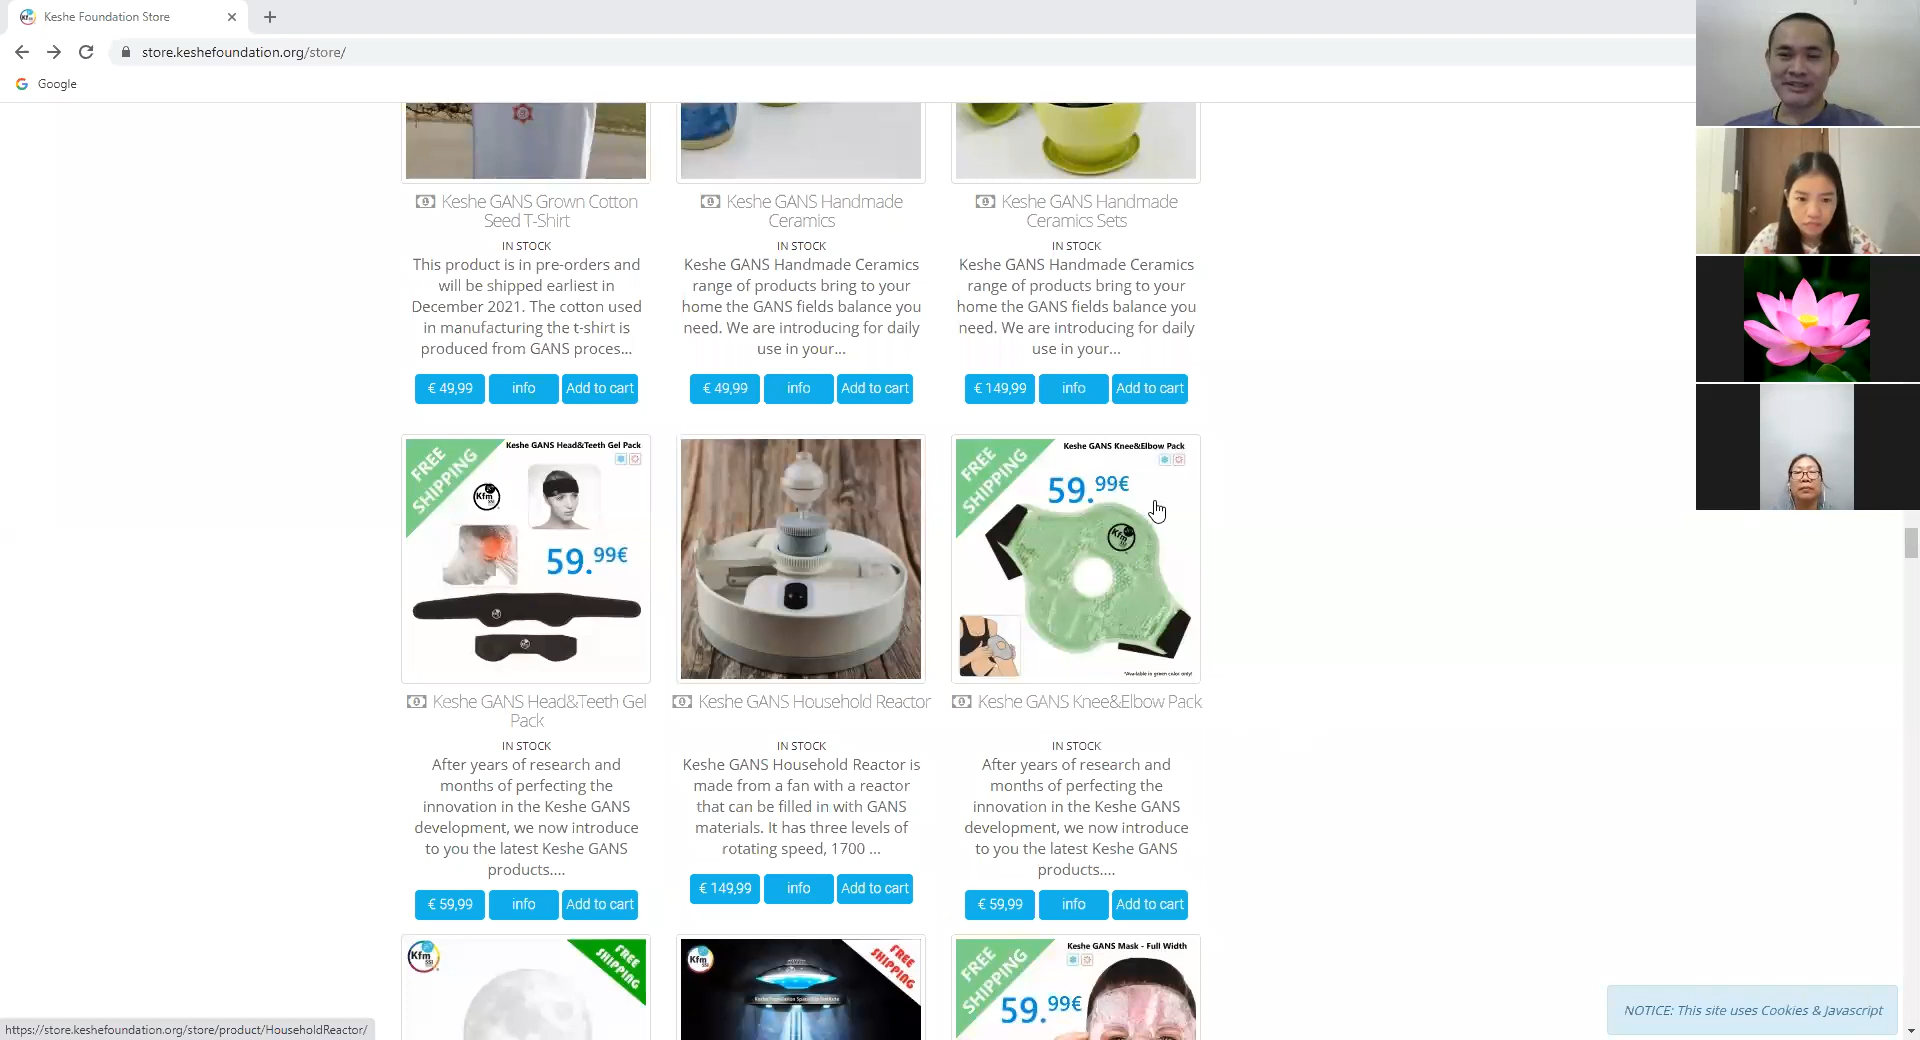 Keshe Foundation Store
store.keshefoundation.org/store/
Google
Keshe GANS Grown Cotton
Seed T-Shirt
IN STOCK
This product is in pre-orders and
will be shipped earliest in
December 2021. The cotton used
in manufacturing the t-shirt is
produced from GANS proces...
€ 49,99 info Add to cart
Keshe GANS Handmade
Ceramics
IN STOCK
Keshe GANS Handmade Ceramics
range of products bring to your
home the GANS fields balance you
need. We are introducing for daily
use in your...
€ 49,99 info Add to cart
Keshe GANS Handmade
Ceramics Sets
IN STOCK
Keshe GANS Handmade Ceramics
range of products bring to your
home the GANS fields balance you
need. We are introducing for daily
use in your...
€ 149,99 info Add to cart
FREE
SHIPPING
Keshe GANS Head&Teeth Gel Pack
Kfm
59.99€
Keshe GANS Head&Teeth Gel
Pack
IN STOCK
After years of research and
months of perfecting the
innovation in the Keshe GANS
development, we now introduce
to you the latest Keshe GANS
products....
€ 59,99 info Add to cart
Keshe GANS Household Reactor
IN STOCK
Keshe GANS Household Reactor is
made from a fan with a reactor
that can be filled in with GANS
materials. It has three levels of
rotating speed, 1700 ...
€ 149,99 info Add to cart
FREE
SHIPPING
Keshe GANS Knee&Elbow Pack
59.99€
Kfm
*Available in green color only!
Keshe GANS Knee&Elbow Pack
IN STOCK
After years of research and
months of perfecting the
innovation in the Keshe GANS
development, we now introduce
to you the latest Keshe GANS
products....
€ 59,99 info Add to cart
Kfm
SSI
FREE
SHIPPING
Kfm
SSI
FREE
SHIPPING
FREE
SHIPPING
Keshe GANS Mask - Full Width
59.99€
NOTICE: This site uses Cookies & Javascript
https://store.keshefoundation.org/store/product/HouseholdReactor/